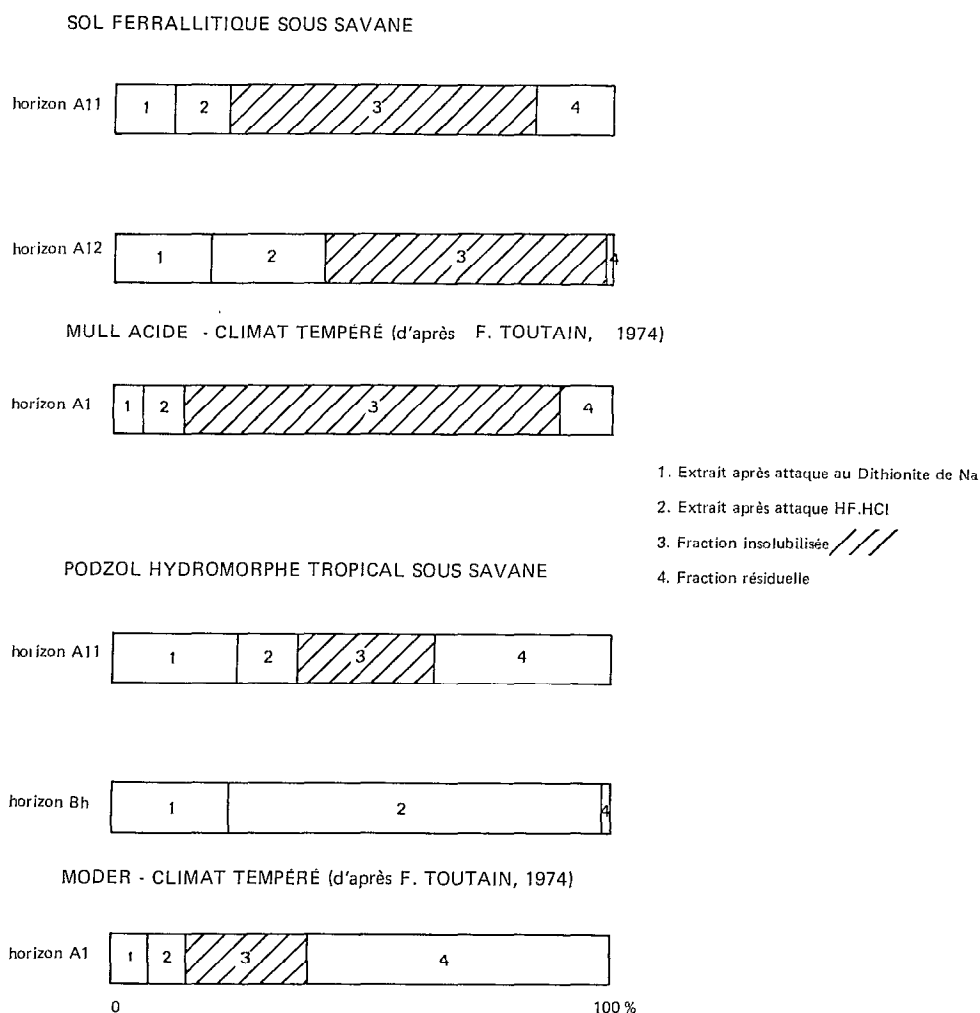 SOL FERRALLITIQUE SOUS SAVANE
horizon A11
1 2 3 4
horizon A12
1 2 3 4
MULL ACIDE - CLIMAT TEMPÉRÉ (d'après F. TOUTAIN, 1974)
horizon A1
1 2 3 4
1. Extrait après attaque au Dithionite de Na
2. Extrait après attaque HF.HCl
3. Fraction insolubilisée
4. Fraction résiduelle
PODZOL HYDROMORPHE TROPICAL SOUS SAVANE
horizon A11
1 2 3 4
horizon Bh
1 2 4
MODER - CLIMAT TEMPÉRÉ (d'après F. TOUTAIN, 1974)
horizon A1
1 2 3 4
0 100 %